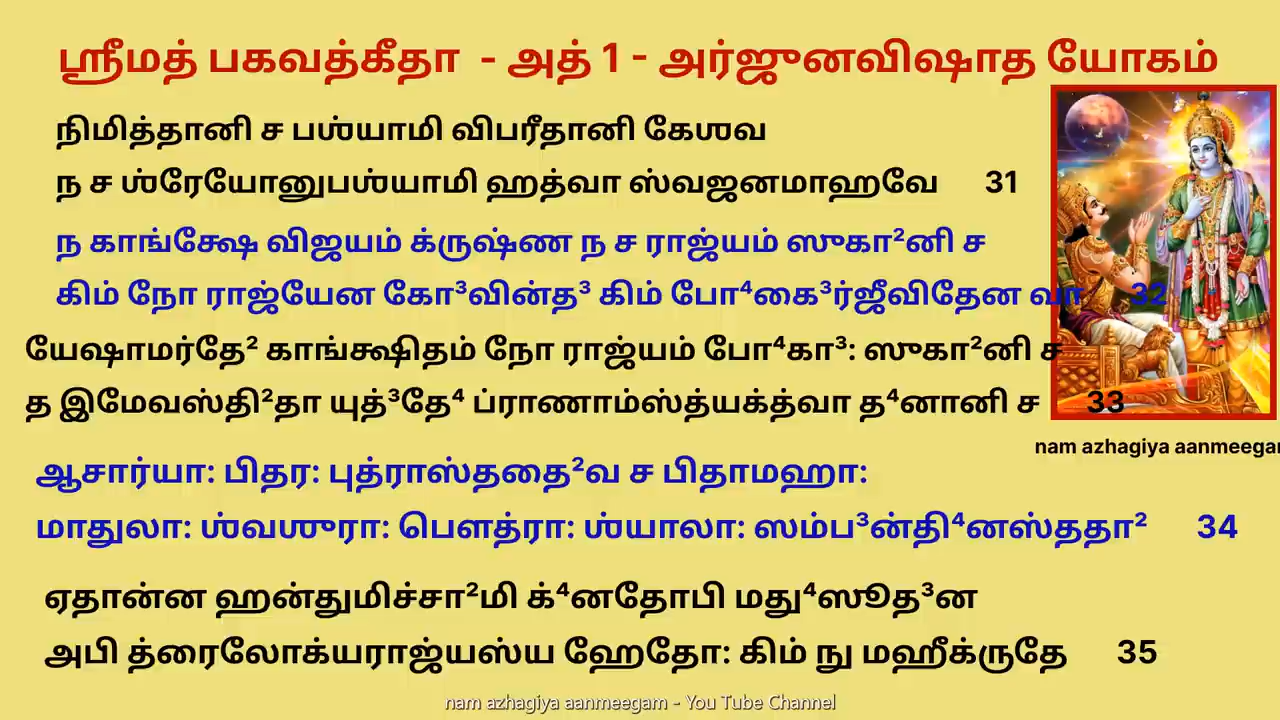 ஸ்ரீமத் பகவத்கீதா - அத் 1 - அர்ஜுனவிஷாத யோகம்
நிமித்தானி ச பஶ்யாமி விபரீதானி கேஶவ
ந ச ஶ்ரேயோனுபஶ்யாமி ஹத்வா ஸ்வஜனமாஹவே 31
ந காங்க்ஷே விஜயம் க்ருஷ்ண ந ச ராஜ்யம் ஸுகா²னி ச
கிம் நோ ராஜ்யேன கோ³வின்த³ கிம் போ⁴கை³ர்ஜீவிதேன வா 32
யேஷாமர்தே² காங்க்ஷிதம் நோ ராஜ்யம் போ⁴கா³: ஸுகா²னி ச
த இமேவஸ்தி²தா யுத்³தே⁴ ப்ராணாம்ஸ்த்யக்த்வா த⁴னானி ச 33
nam azhagiya aanmeegam
ஆசார்யா: பிதர: புத்ராஸ்ததை²வ ச பிதாமஹா:
மாதுலா: ஶ்வஶுரா: பௌத்ரா: ஶ்யாலா: ஸம்ப³ன்தி⁴னஸ்ததா² 34
ஏதான்ன ஹன்துமிச்சா²மி க்⁴னதோபி மது⁴ஸூத³ன
அபி த்ரைலோக்யராஜ்யஸ்ய ஹேதோ: கிம் நு மஹீக்ருதே 35
nam azhagiya aanmeegam - You Tube Channel